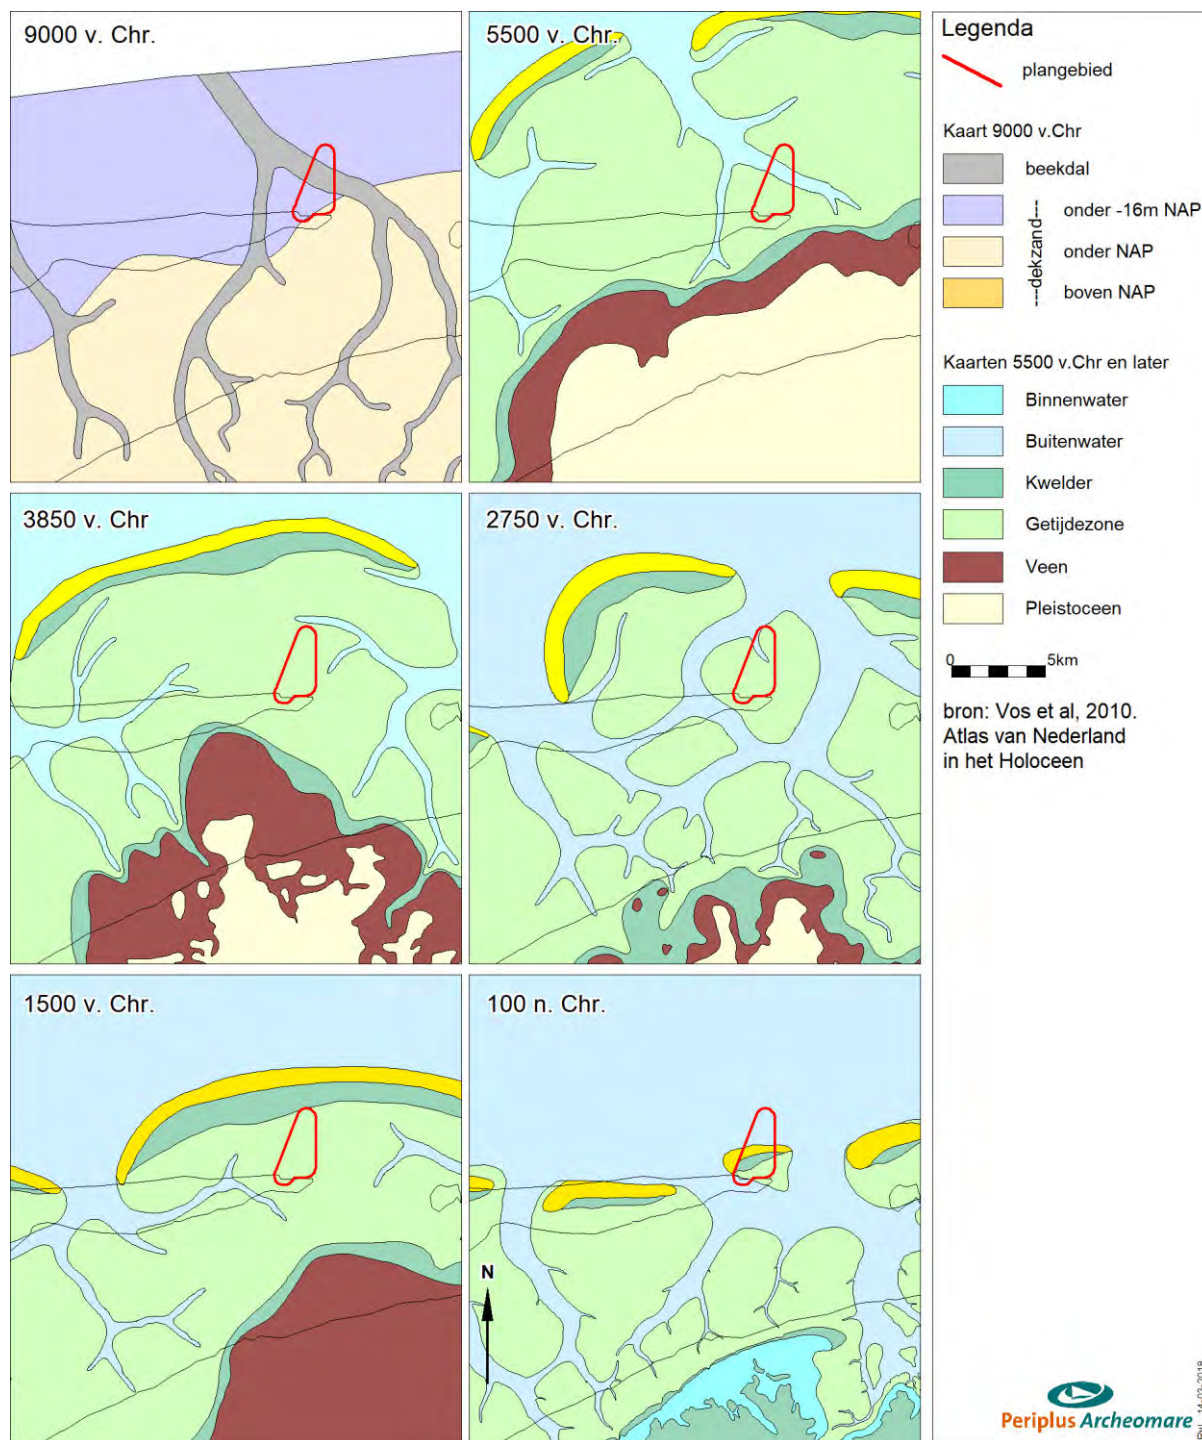 9000 v. Chr.
5500 v. Chr.
3850 v. Chr
2750 v. Chr.
1500 v. Chr.
100 n. Chr.
N
Legenda
plangebied
Kaart 9000 v.Chr
beekdal
onder -16m NAP
onder NAP
boven NAP
---dekzand---
Kaarten 5500 v.Chr en later
Binnenwater
Buitenwater
Kwelder
Getijdezone
Veen
Pleistoceen
0 5km
bron: Vos et al, 2010.
Atlas van Nederland
in het Holoceen
Periplus Archeomare